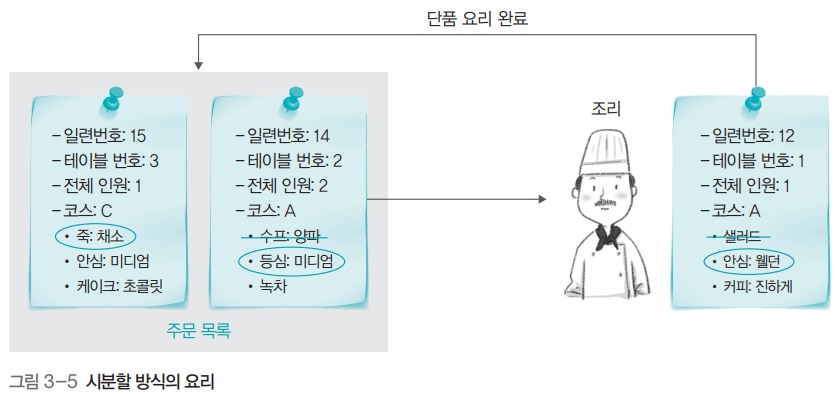 단품 요리 완료
- 일련번호: 15
- 테이블 번호: 3
- 전체 인원: 1
- 코스: C
• 죽: 채소
• 안심: 미디엄
• 케이크: 초콜릿
- 일련번호: 14
- 테이블 번호: 2
- 전체 인원: 2
- 코스: A
• 수프: 양파
• 등심: 미디엄
• 녹차
주문 목록
조리
- 일련번호: 12
- 테이블 번호: 1
- 전체 인원: 1
- 코스: A
• 샐러드
• 안심: 웰던
• 커피: 진하게
그림 3-5 시분할 방식의 요리